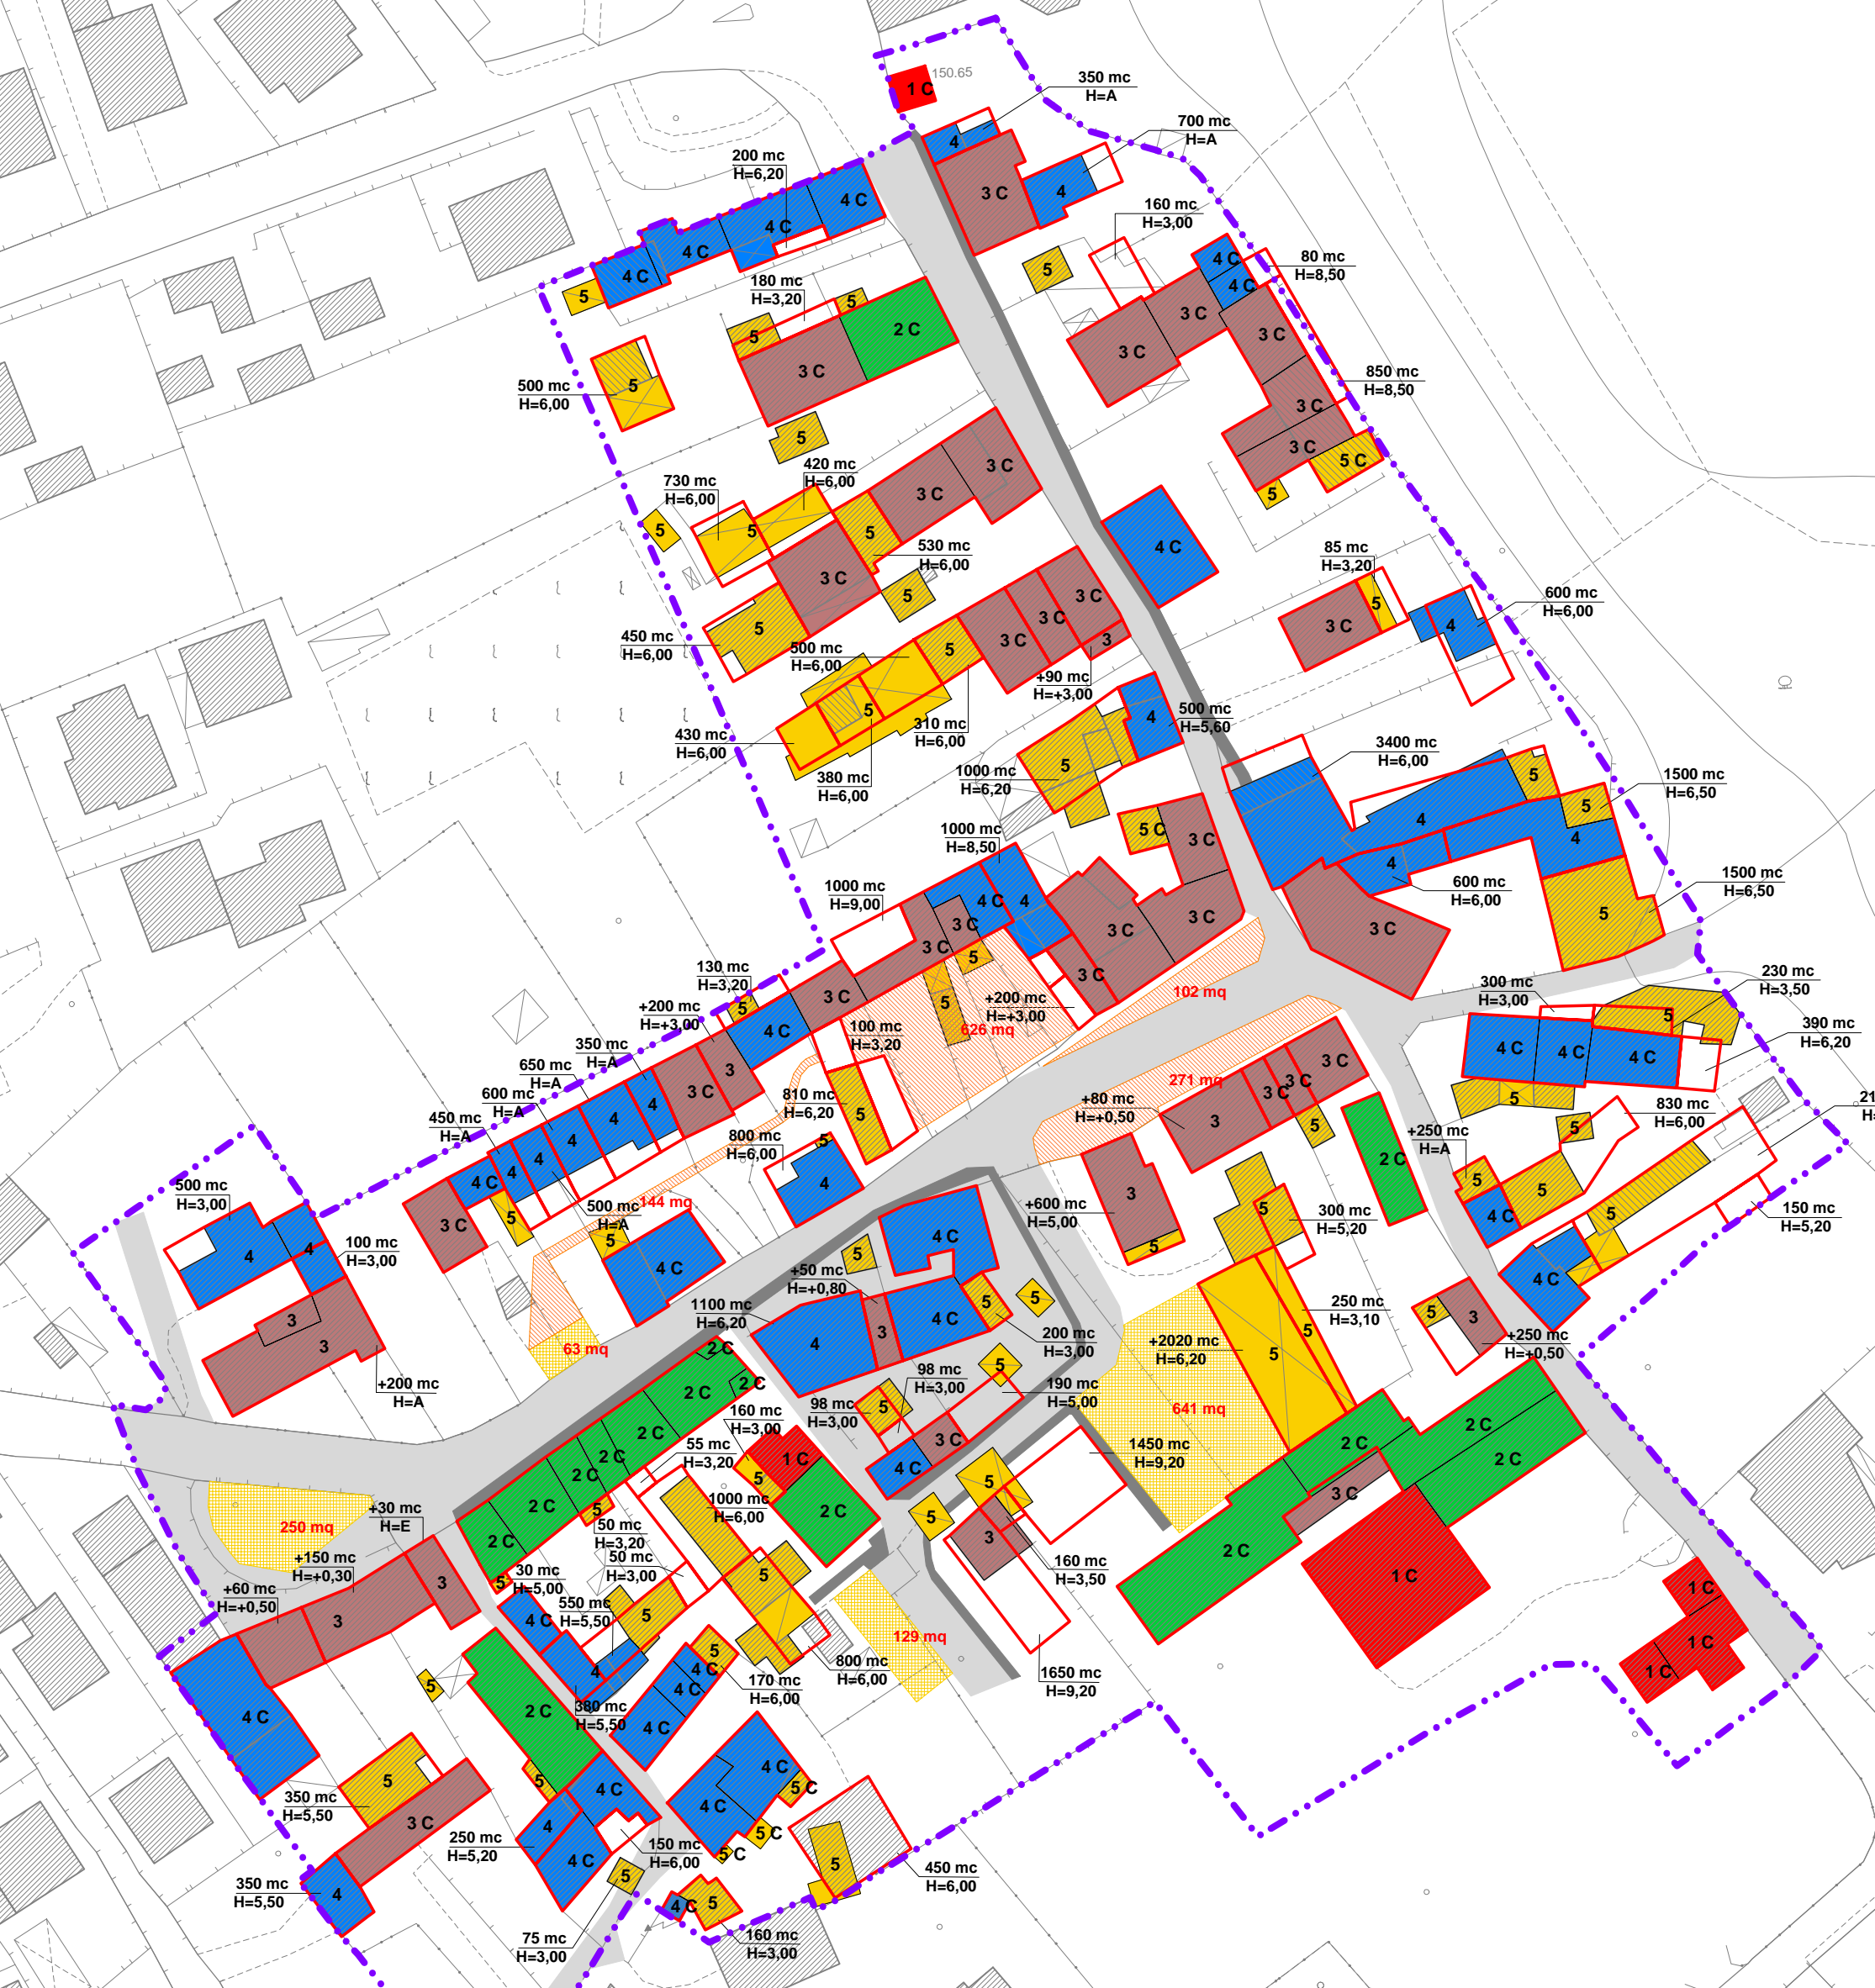 150.65
1 C
350 mc
H=A
4
700 mc
H=A
200 mc
H=6,20
4 C
4 C
4 C
4 C
5
3 C
4
160 mc
H=3,00
5
4 C
4 C
80 mc
H=8,50
180 mc
H=3,20
5
5
2 C
3 C
3 C
3 C
3 C
500 mc
H=6,00
5
850 mc
H=8,50
3 C
3 C
5 C
5
5
420 mc
H=6,00
730 mc
H=6,00
3 C
3 C
5
5
5
4 C
530 mc
H=6,00
3 C
5
85 mc
H=3,20
5
600 mc
H=6,00
3 C
4
450 mc
H=6,00
5
500 mc
H=6,00
5
3 C
3 C
3 C
3
+90 mc
H=+3,00
430 mc
H=6,00
5
310 mc
H=6,00
380 mc
H=6,00
4
500 mc
H=5,60
1000 mc
H=6,20
5
3400 mc
H=6,00
5
5
1500 mc
H=6,50
4
4
4
5 C
3 C
1000 mc
H=8,50
600 mc
H=6,00
1500 mc
H=6,50
5
1000 mc
H=9,00
4 C
4
3 C
3 C
3 C
3 C
3 C
3 C
5
5
130 mc
H=3,20
5
3 C
+200 mc
H=+3,00
4 C
+200 mc
H=+3,00
626 mq
102 mq
100 mc
H=3,20
300 mc
H=3,00
230 mc
H=3,50
5
390 mc
H=6,20
4 C
4 C
4 C
5
350 mc
H=A
650 mc
H=A
600 mc
H=A
450 mc
H=A
3 C
3
4
4
4
4
4
4 C
3 C
5
500 mc
H=A
144 mq
810 mc
H=6,20
5
800 mc
H=6,00
5
4
271 mq
+80 mc
H=+0,50
3
3 C
3 C
3 C
5
2 C
+250 mc
H=A
5
830 mc
H=6,00
21
H=
5
5
5
4 C
4 C
150 mc
H=5,20
500 mc
H=3,00
4
4
100 mc
H=3,00
3
3
+200 mc
H=A
5
4 C
63 mq
+600 mc
H=5,00
3
5
5
300 mc
H=5,20
4 C
5
+50 mc
H=+0,80
1100 mc
H=6,20
4
3
4 C
5
5
200 mc
H=3,00
250 mc
H=3,10
5
5
+2020 mc
H=6,20
641 mq
5
3
+250 mc
H=+0,50
2 C
2 C
2 C
2 C
2 C
2 C
2 C
2 C
5
98 mc
H=3,00
98 mc
H=3,00
5
5
190 mc
H=5,00
3 C
4 C
160 mc
H=3,00
1 C
5
2 C
55 mc
H=3,20
1000 mc
H=6,00
1450 mc
H=9,20
2 C
2 C
2 C
3 C
2 C
1 C
5
5
3
160 mc
H=3,50
1650 mc
H=9,20
250 mq
+30 mc
H=E
+150 mc
H=+0,30
+60 mc
H=+0,50
3
3
5
50 mc
H=3,20
50 mc
H=3,00
30 mc
H=5,00
550 mc
H=5,50
4 C
5
5
4
380 mc
H=5,50
800 mc
H=6,00
129 mq
5
4 C
4 C
4 C
170 mc
H=6,00
1 C
1 C
1 C
4 C
5
2 C
5
5
3 C
350 mc
H=5,50
350 mc
H=5,50
4
250 mc
H=5,20
4 C
4
4 C
150 mc
H=6,00
4 C
4 C
5 C
5 C
5 C
5
75 mc
H=3,00
4 C
5
160 mc
H=3,00
5
450 mc
H=6,00